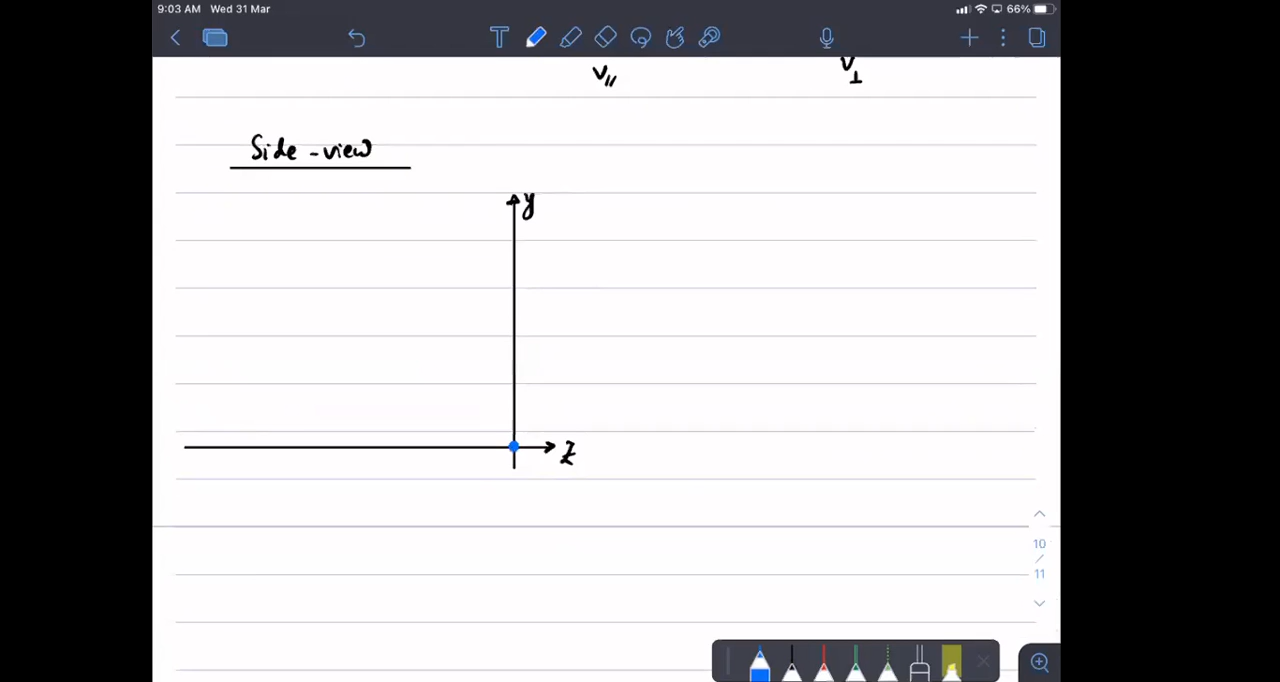 9:03 AM Wed 31 Mar 66%
T
V// V⊥
Side-view
y
z
10
/
11